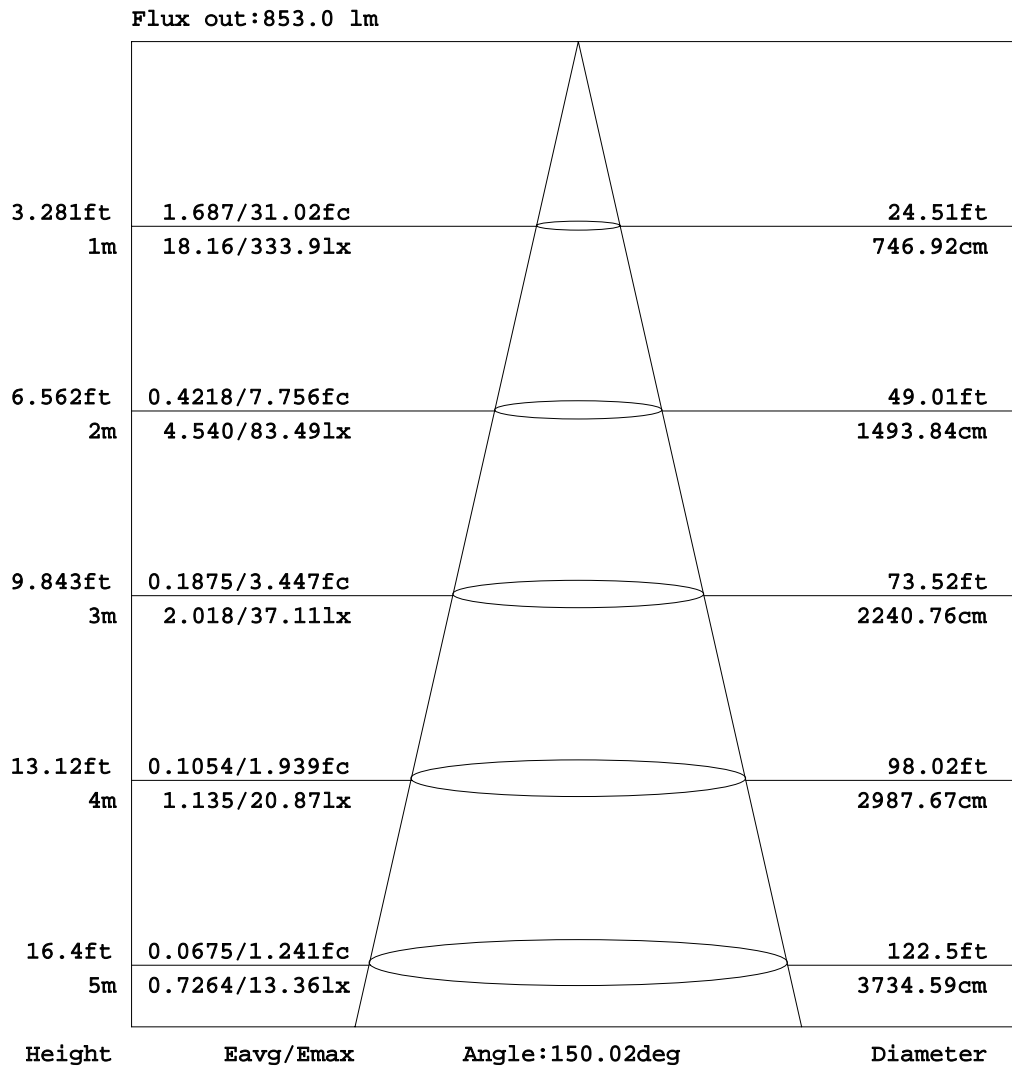 Flux out:853.0 lm
3.281ft 1.687/31.02fc 24.51ft
1m 18.16/333.9lx 746.92cm
6.562ft 0.4218/7.756fc 49.01ft
2m 4.540/83.49lx 1493.84cm
9.843ft 0.1875/3.447fc 73.52ft
3m 2.018/37.11lx 2240.76cm
13.12ft 0.1054/1.939fc 98.02ft
4m 1.135/20.87lx 2987.67cm
16.4ft 0.0675/1.241fc 122.5ft
5m 0.7264/13.36lx 3734.59cm
Height Eavg/Emax Angle:150.02deg Diameter